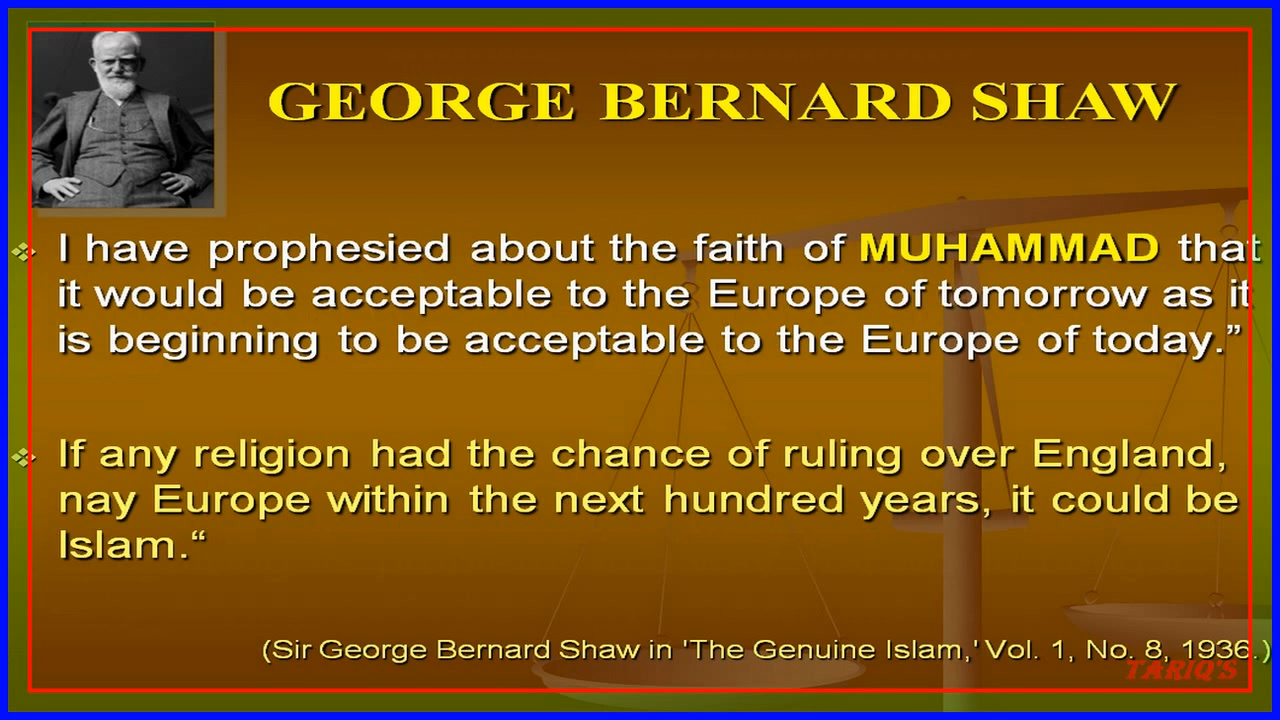 GEORGE BERNARD SHAW
I have prophesied about the faith of MUHAMMAD that
it would be acceptable to the Europe of tomorrow as it
is beginning to be acceptable to the Europe of today.”
If any religion had the chance of ruling over England,
nay Europe within the next hundred years, it could be
Islam.“
(Sir George Bernard Shaw in 'The Genuine Islam,' Vol. 1, No. 8, 1936.)
TARIQ'S